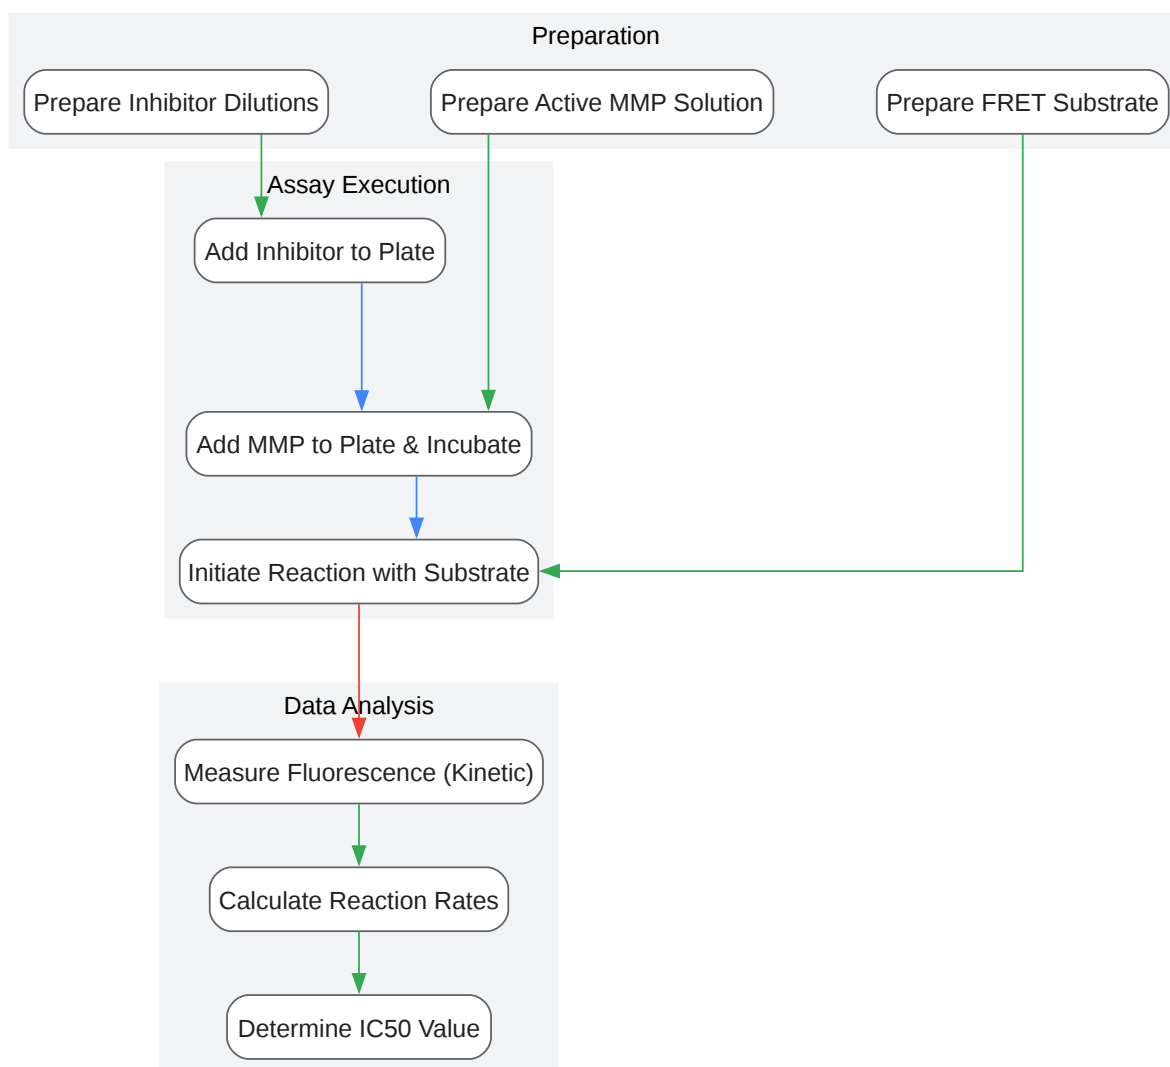 Preparation
Prepare Inhibitor Dilutions
Prepare Active MMP Solution
Prepare FRET Substrate
Assay Execution
Add Inhibitor to Plate
Add MMP to Plate & Incubate
Initiate Reaction with Substrate
Data Analysis
Measure Fluorescence (Kinetic)
Calculate Reaction Rates
Determine IC50 Value